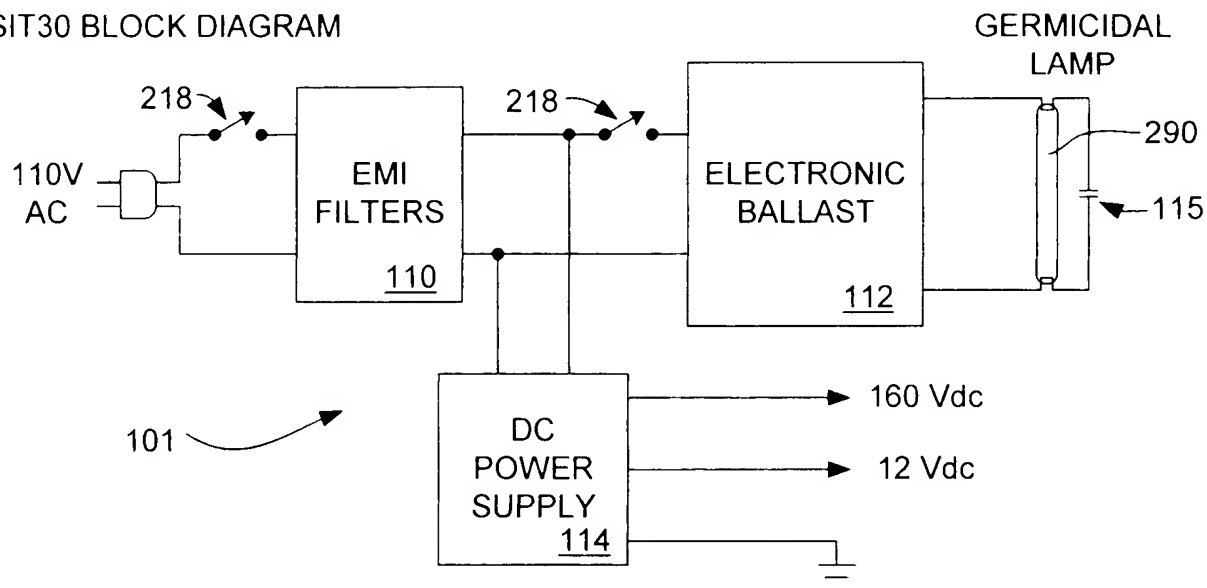 SIT30 BLOCK DIAGRAM
GERMICIDAL
LAMP
218
218
290
110V
AC
EMI
FILTERS
110
ELECTRONIC
BALLAST
112
115
101
DC
POWER
SUPPLY
114
160 Vdc
12 Vdc